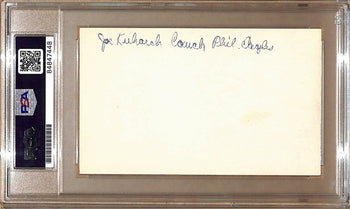 Joe Kuharich Coach Phil. Eagles
84847448
PSA